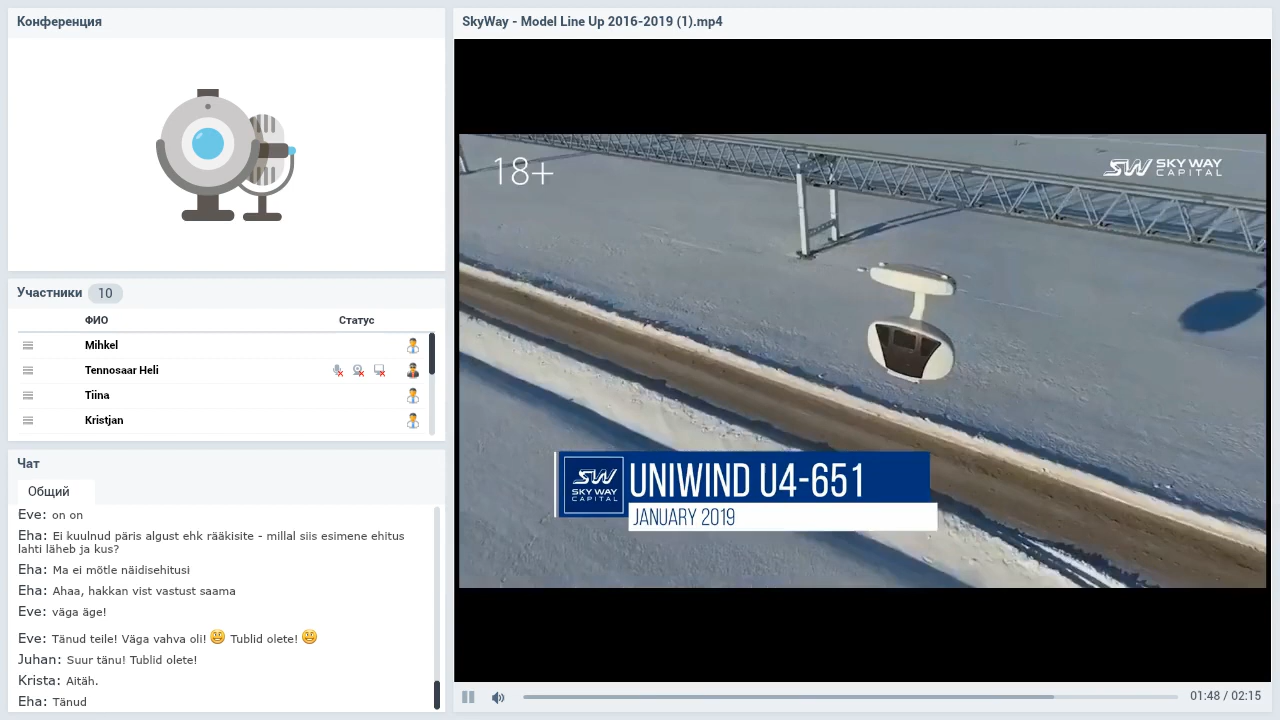 Конференция
SkyWay - Model Line Up 2016-2019 (1).mp4
18+
SW SKY WAY
CAPITAL
Участники 10
ФИО Статус
Mihkel
Tennosaar Heli
Tiina
Kristjan
SW
SKY WAY
CAPITAL
UNIWIND U4-651
JANUARY 2019
Чат
Общий
Eve: on on
Eha: Ei kuulnud päris algust ehk rääkisite - millal siis esimene ehitus
lahti läheb ja kus?
Eha: Ma ei mõtle näidisehitusi
Eha: Ahaa, hakkan vist vastust saama
Eve: väga äge!
Eve: Tänud teile! Väga vahva oli! Tublid olete!
Juhan: Suur tänu! Tublid olete!
Krista: Aitäh.
Eha: Tänud
01:48 / 02:15